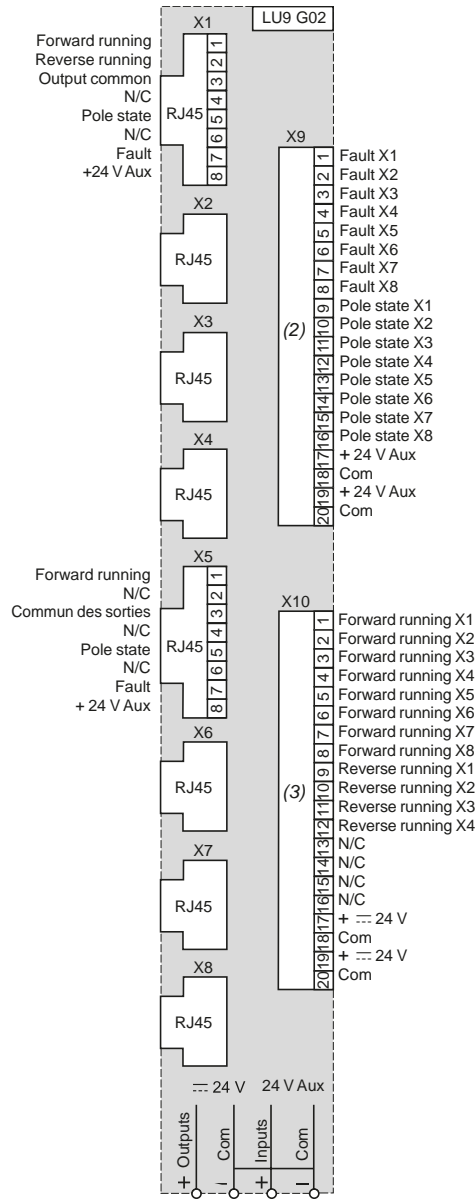 LU9 G02
X1
Forward running 1
Reverse running 2
Output common 3
N/C 4
Pole state 5
N/C 6
Fault 7
+24 V Aux 8
RJ45
X2
RJ45
X3
RJ45
X4
RJ45
X5
Forward running 1
N/C 2
Commun des sorties 3
N/C 4
Pole state 5
N/C 6
Fault 7
+ 24 V Aux 8
RJ45
X6
RJ45
X7
RJ45
X8
RJ45
X9
(2)
1 Fault X1
2 Fault X2
3 Fault X3
4 Fault X4
5 Fault X5
6 Fault X6
7 Fault X7
8 Fault X8
9 Pole state X1
10 Pole state X2
11 Pole state X3
12 Pole state X4
13 Pole state X5
14 Pole state X6
15 Pole state X7
16 Pole state X8
17 + 24 V Aux
18 Com
19 + 24 V Aux
20 Com
X10
(3)
1 Forward running X1
2 Forward running X2
3 Forward running X3
4 Forward running X4
5 Forward running X5
6 Forward running X6
7 Forward running X7
8 Forward running X8
9 Reverse running X1
10 Reverse running X2
11 Reverse running X3
12 Reverse running X4
13 N/C
14 N/C
15 N/C
16 N/C
17 + ⎓ 24 V
18 Com
19 + ⎓ 24 V
20 Com
⎓ 24 V
24 V Aux
+ Outputs
– Com
+ Inputs
– Com